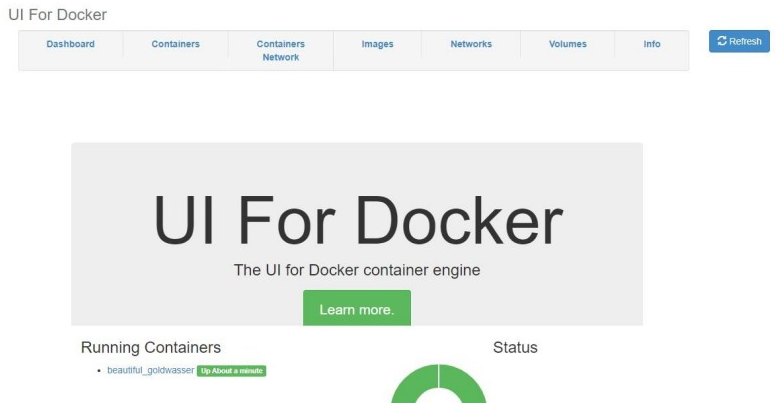 UI For Docker
Dashboard Containers Containers Network Images Networks Volumes Info Refresh
UI For Docker
The UI for Docker container engine
Learn more.
Running Containers
beautiful_goldwasser Up About a minute
Status